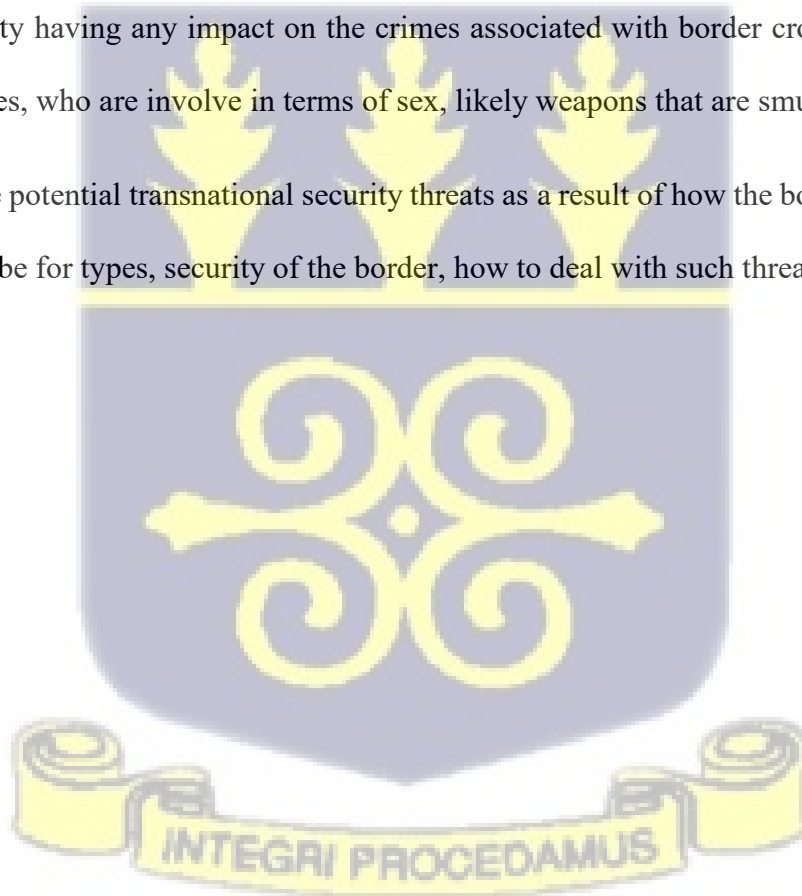 ty having any impact on the crimes associated with border cro
es, who are involve in terms of sex, likely weapons that are smu
e potential transnational security threats as a result of how the bo
be for types, security of the border, how to deal with such threa
INTEGRI PROCEDAMUS